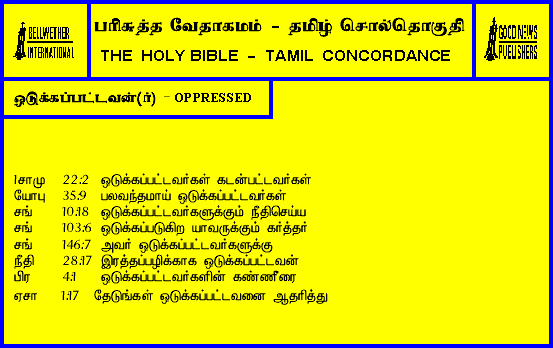 BELLWETHER
INTERNATIONAL
பரிசுத்த வேதாகமம் – தமிழ் சொல்தொகுதி
THE HOLY BIBLE – TAMIL CONCORDANCE
GOOD NEWS
PUBLISHERS
ஒடுக்கப்பட்டவன்(ர்) – OPPRESSED
1சாமு 22:2 ஒடுக்கப்பட்டவர்கள் கடன்பட்டவர்கள்
யோபு 35:9 பலவந்தமாய் ஒடுக்கப்பட்டவர்கள்
சங் 10:18 ஒடுக்கப்பட்டவர்களுக்கும் நீதிசெய்ய
சங் 103:6 ஒடுக்கப்படுகிற யாவருக்கும் கர்த்தர்
சங் 146:7 அவர் ஒடுக்கப்பட்டவர்களுக்கு
நீதி 28:17 இரத்தப்பழிக்காக ஒடுக்கப்பட்டவன்
பிர 4:1 ஒடுக்கப்பட்டவர்களின் கண்ணீரை
ஏசா 1:17 தேடுங்கள் ஒடுக்கப்பட்டவனை ஆதரித்து